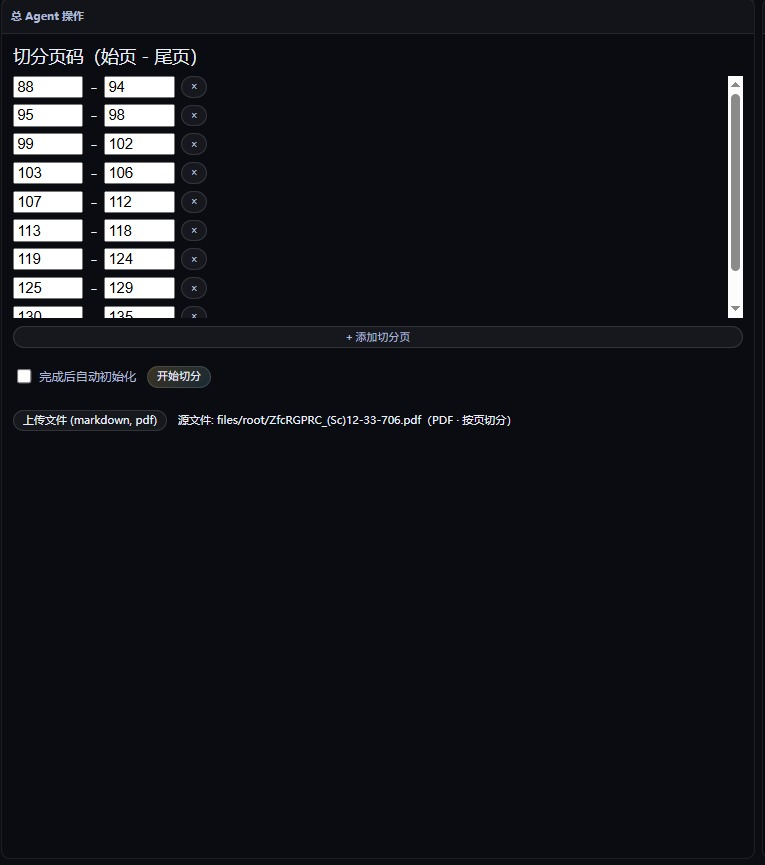 总 Agent 操作
切分页码（始页 - 尾页）
88 – 94 ×
95 – 98 ×
99 – 102 ×
103 – 106 ×
107 – 112 ×
113 – 118 ×
119 – 124 ×
125 – 129 ×
130 135 ×
+ 添加切分页
完成后自动初始化 开始切分
上传文件 (markdown, pdf) 源文件: files/root/ZfcRGPRC_(Sc)12-33-706.pdf（PDF · 按页切分）